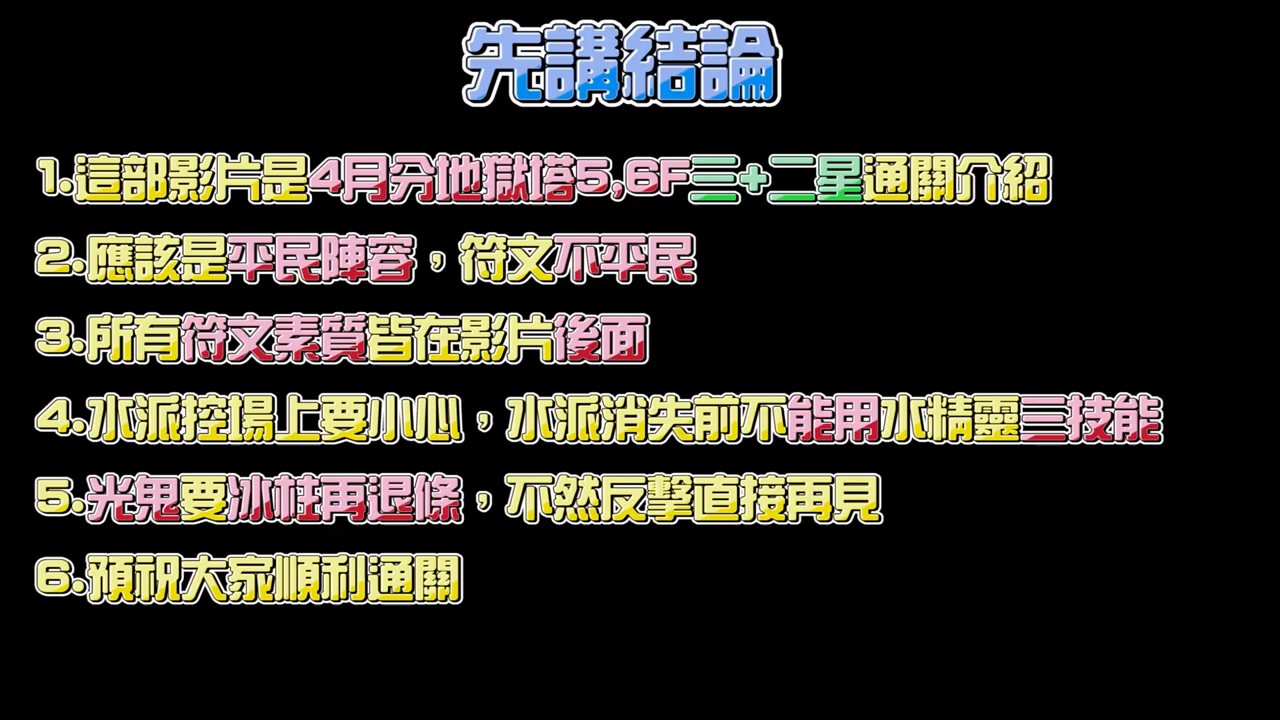 先講結論
1.這部影片是4月分地獄塔5,6F三+二星通關介紹
2.應該是平民陣容，符文不平民
3.所有符文素質皆在影片後面
4.水派控場上要小心，水派消失前不能用水精靈三技能
5.光鬼要冰柱再退條，不然反擊直接再見
6.預祝大家順利通關